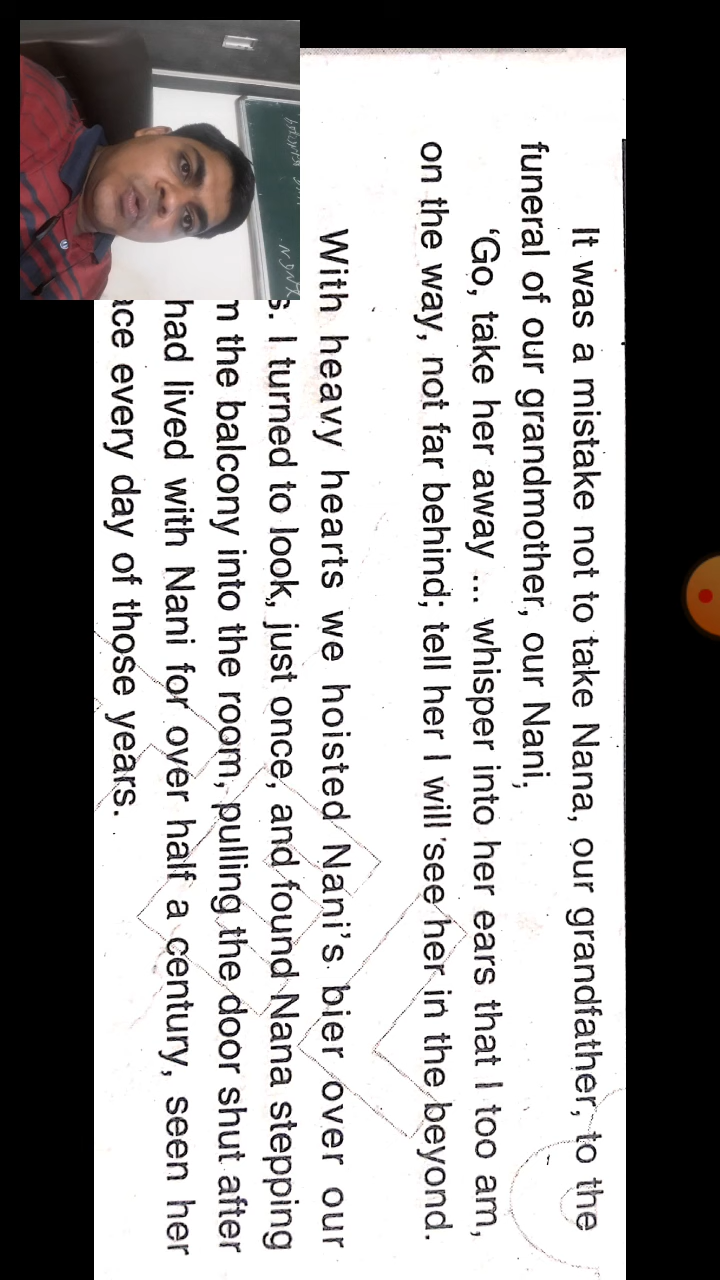 It was a mistake not to take Nana, our grandfather, to the
funeral of our grandmother, our Nani,
'Go, take her away ... whisper into her ears that I too am,
on the way, not far behind; tell her I will 'see her in the beyond.
With heavy hearts we hoisted Nani's bier over our
s. I turned to look, just once, and found Nana stepping
m the balcony into the room, pulling the door shut after
had lived with Nani for over half a century, seen her
ace every day of those years.